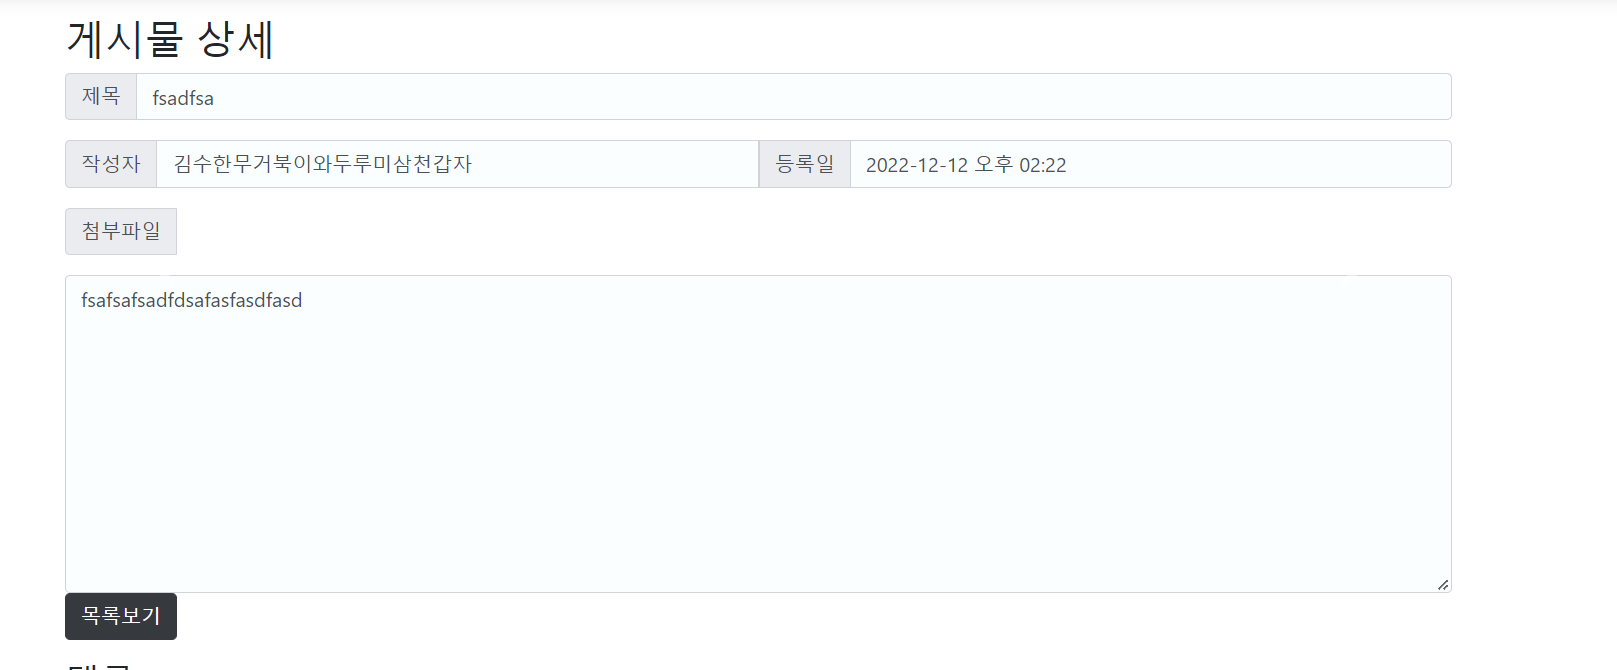 게시물 상세
제목 fsadfsa
작성자 김수한무거북이와두루미삼천갑자 등록일 2022-12-12 오후 02:22
첨부파일
fsafsafsadfdsafasfasdfasd
목록보기